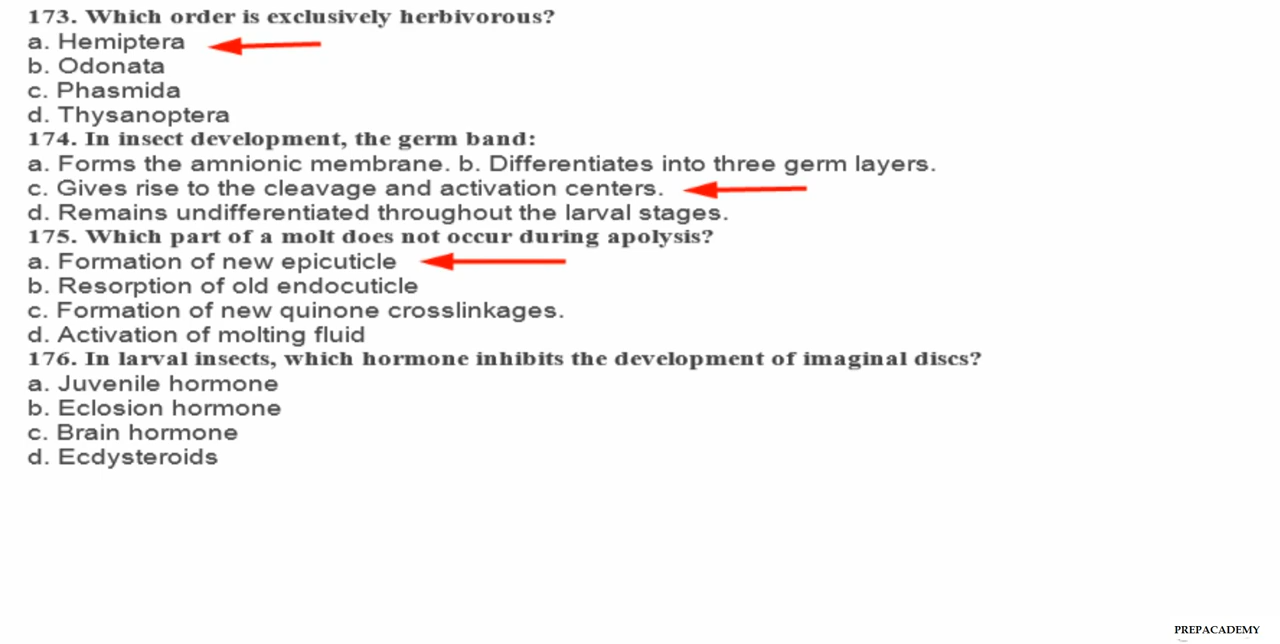 173. Which order is exclusively herbivorous?
a. Hemiptera
b. Odonata
c. Phasmida
d. Thysanoptera
174. In insect development, the germ band:
a. Forms the amnionic membrane. b. Differentiates into three germ layers.
c. Gives rise to the cleavage and activation centers.
d. Remains undifferentiated throughout the larval stages.
175. Which part of a molt does not occur during apolysis?
a. Formation of new epicuticle
b. Resorption of old endocuticle
c. Formation of new quinone crosslinkages.
d. Activation of molting fluid
176. In larval insects, which hormone inhibits the development of imaginal discs?
a. Juvenile hormone
b. Eclosion hormone
c. Brain hormone
d. Ecdysteroids
PREPACADEMY